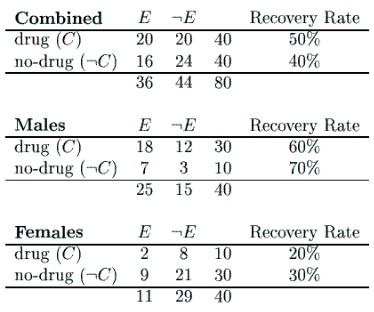 Combined E ¬E Recovery Rate
drug (C) 20 20 40 50%
no-drug (¬C) 16 24 40 40%
36 44 80
Males E ¬E Recovery Rate
drug (C) 18 12 30 60%
no-drug (¬C) 7 3 10 70%
25 15 40
Females E ¬E Recovery Rate
drug (C) 2 8 10 20%
no-drug (¬C) 9 21 30 30%
11 29 40